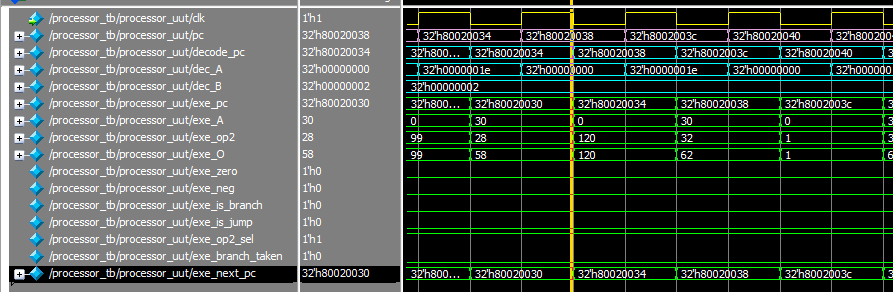 /processor_tb/processor_uut/clk 1'h1
/processor_tb/processor_uut/pc 32'h80020038 32'h80020034 32'h80020038 32'h8002003c 32'h80020040 32'h800
/processor_tb/processor_uut/decode_pc 32'h80020034 32'h800... 32'h80020034 32'h80020038 32'h8002003c 32'h80020040 3
/processor_tb/processor_uut/dec_A 32'h00000000 32'h0000001e 32'h00000000 32'h0000001e 32'h00000000 32'h000
/processor_tb/processor_uut/dec_B 32'h00000002 32'h00000002
/processor_tb/processor_uut/exe_pc 32'h80020030 32'h800... 32'h80020030 32'h80020034 32'h80020038 32'h8002003c 3
/processor_tb/processor_uut/exe_A 30 0 30 0 30 0 3
/processor_tb/processor_uut/exe_op2 28 99 28 120 32 1 3
/processor_tb/processor_uut/exe_O 58 99 58 120 62 1 6
/processor_tb/processor_uut/exe_zero 1'h0
/processor_tb/processor_uut/exe_neg 1'h0
/processor_tb/processor_uut/exe_is_branch 1'h0
/processor_tb/processor_uut/exe_is_jump 1'h0
/processor_tb/processor_uut/exe_op2_sel 1'h1
/processor_tb/processor_uut/exe_branch_taken 1'h0
/processor_tb/processor_uut/exe_next_pc 32'h80020030 32'h800... 32'h80020030 32'h80020034 32'h80020038 32'h8002003c 3